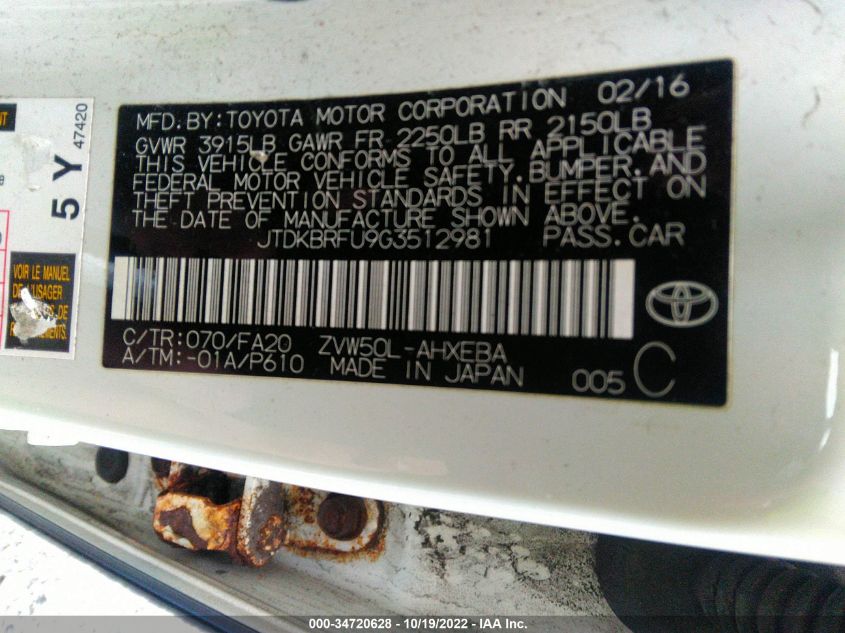 MFD. BY: TOYOTA MOTOR CORPORATION 02/16
GVWR 3915LB GAWR FR 2250LB RR 2150LB
THIS VEHICLE CONFORMS TO ALL APPLICABLE
FEDERAL MOTOR VEHICLE SAFETY, BUMPER, AND
THEFT PREVENTION STANDARDS IN EFFECT ON
THE DATE OF MANUFACTURE SHOWN ABOVE.
JTDKBRFU9G3512981 PASS. CAR
C/TR: 070/FA20 ZVW50L-AHXEBA
A/TM: -01A/P610 MADE IN JAPAN 005 C
5 Y
47420
VOIR LE MANUEL
DE L'USAGER
DE
RENSEIGNEMENTS.
000-34720628 - 10/19/2022 - IAA Inc.